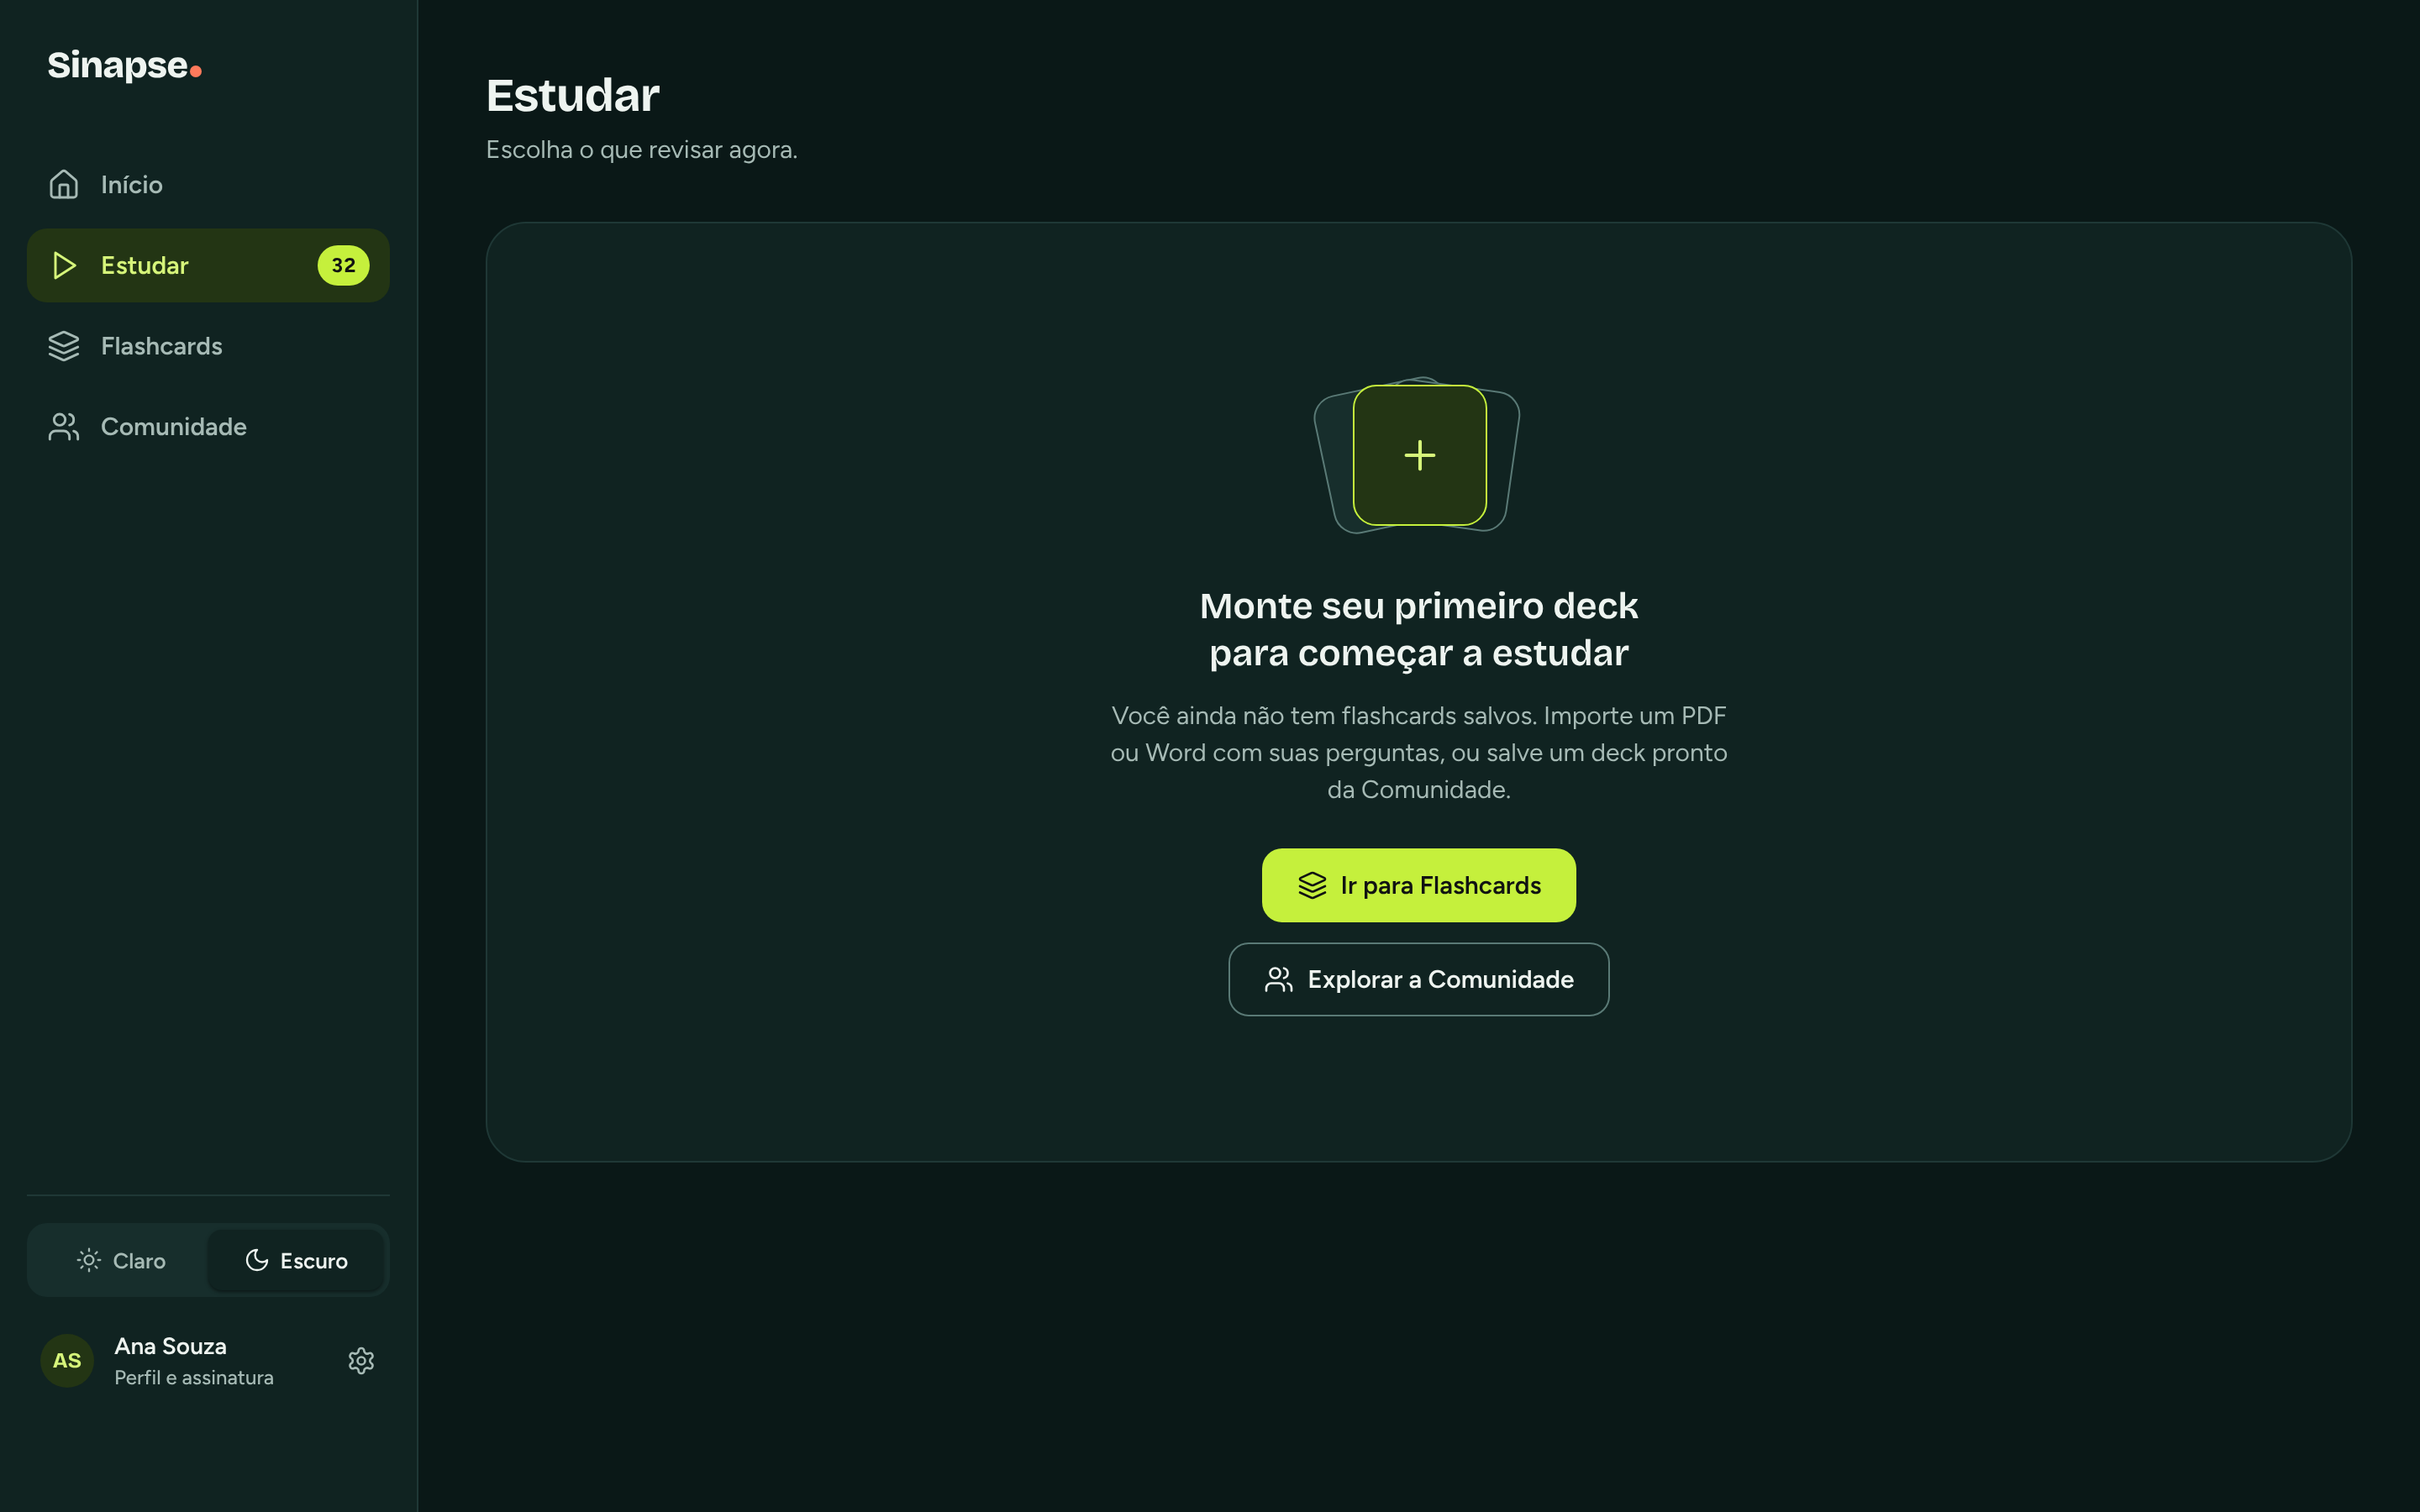 Sinapse.
Início
Estudar 32
Flashcards
Comunidade
Claro Escuro
AS Ana Souza
Perfil e assinatura
Estudar
Escolha o que revisar agora.
Monte seu primeiro deck
para começar a estudar
Você ainda não tem flashcards salvos. Importe um PDF
ou Word com suas perguntas, ou salve um deck pronto
da Comunidade.
Ir para Flashcards
Explorar a Comunidade